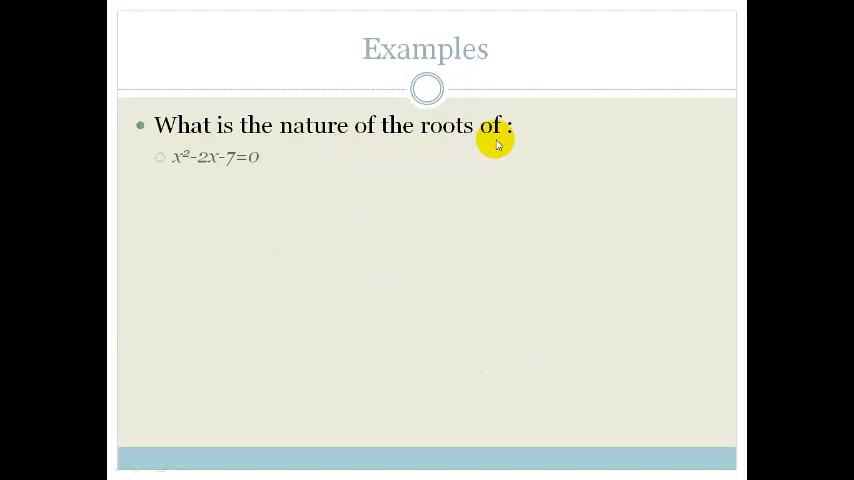 Examples
What is the nature of the roots of :
x²-2x-7=0